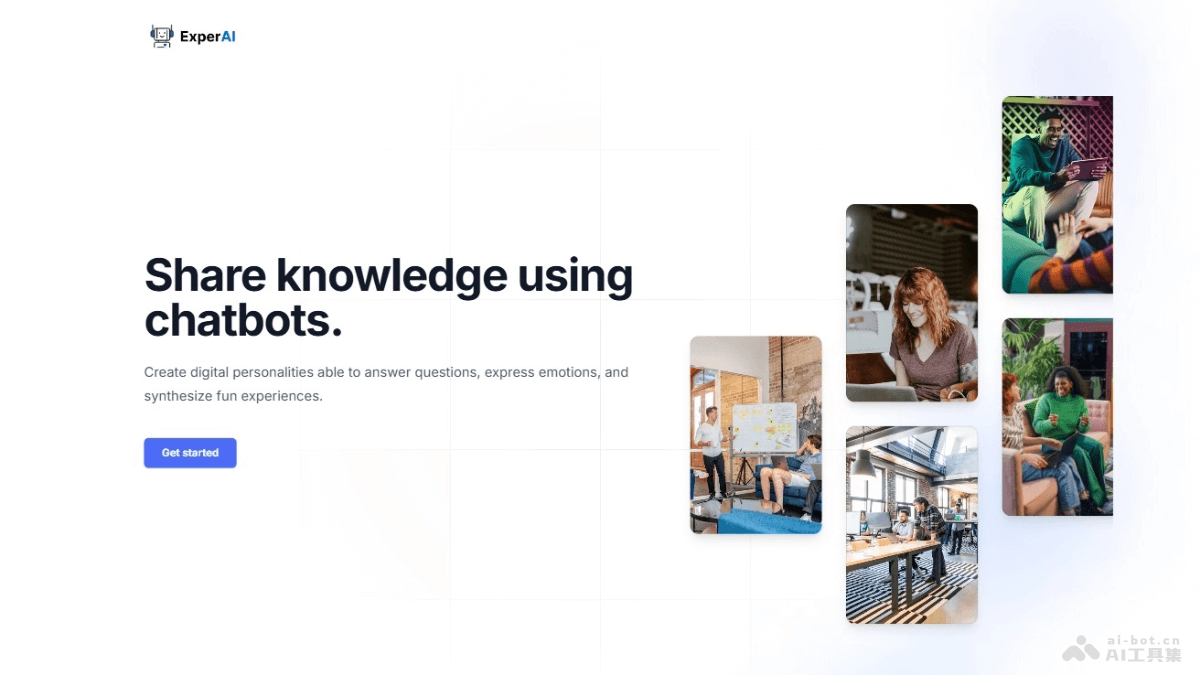 ExperAI
Share knowledge using
chatbots.
Create digital personalities able to answer questions, express emotions, and
synthesize fun experiences.
Get started
ai-bot.cn
AI工具集